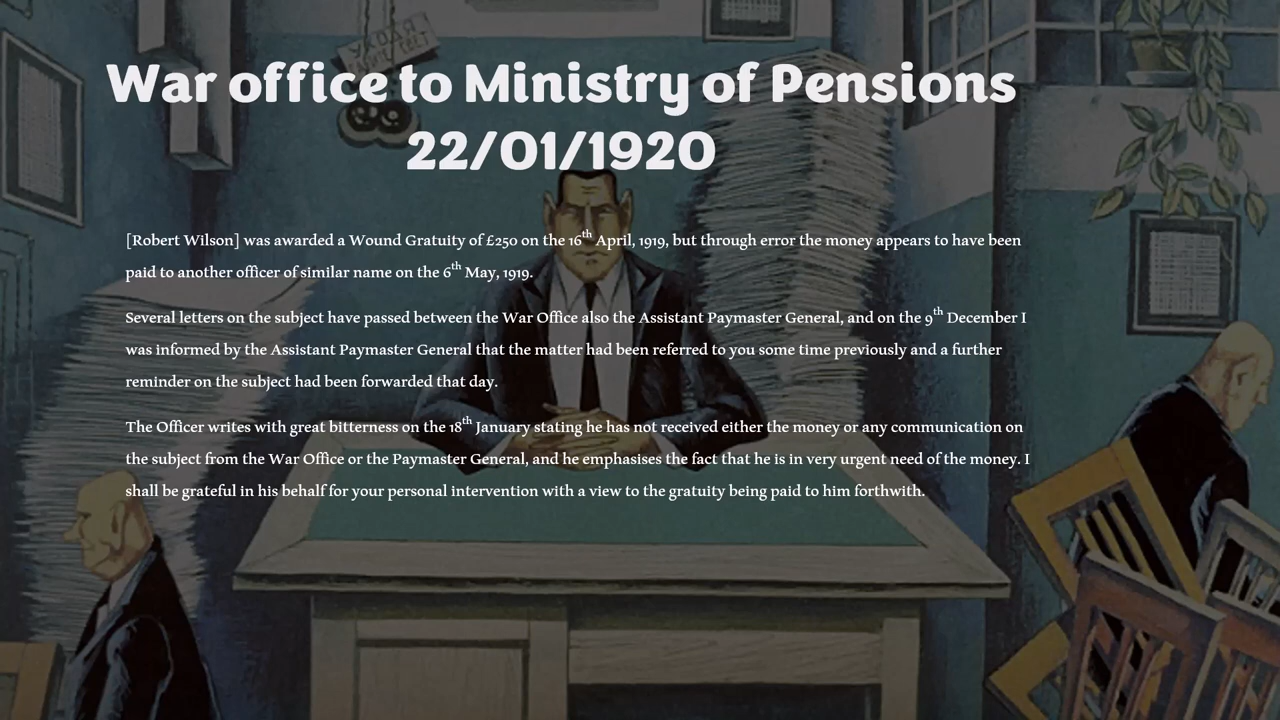 УХОДЯ
ГАСИТЕ СВЕТ
War office to Ministry of Pensions
22/01/1920
[Robert Wilson] was awarded a Wound Gratuity of £250 on the 16th April, 1919, but through error the money appears to have been
paid to another officer of similar name on the 6th May, 1919.
Several letters on the subject have passed between the War Office also the Assistant Paymaster General, and on the 9th December I
was informed by the Assistant Paymaster General that the matter had been referred to you some time previously and a further
reminder on the subject had been forwarded that day.
The Officer writes with great bitterness on the 18th January stating he has not received either the money or any communication on
the subject from the War Office or the Paymaster General, and he emphasises the fact that he is in very urgent need of the money. I
shall be grateful in his behalf for your personal intervention with a view to the gratuity being paid to him forthwith.